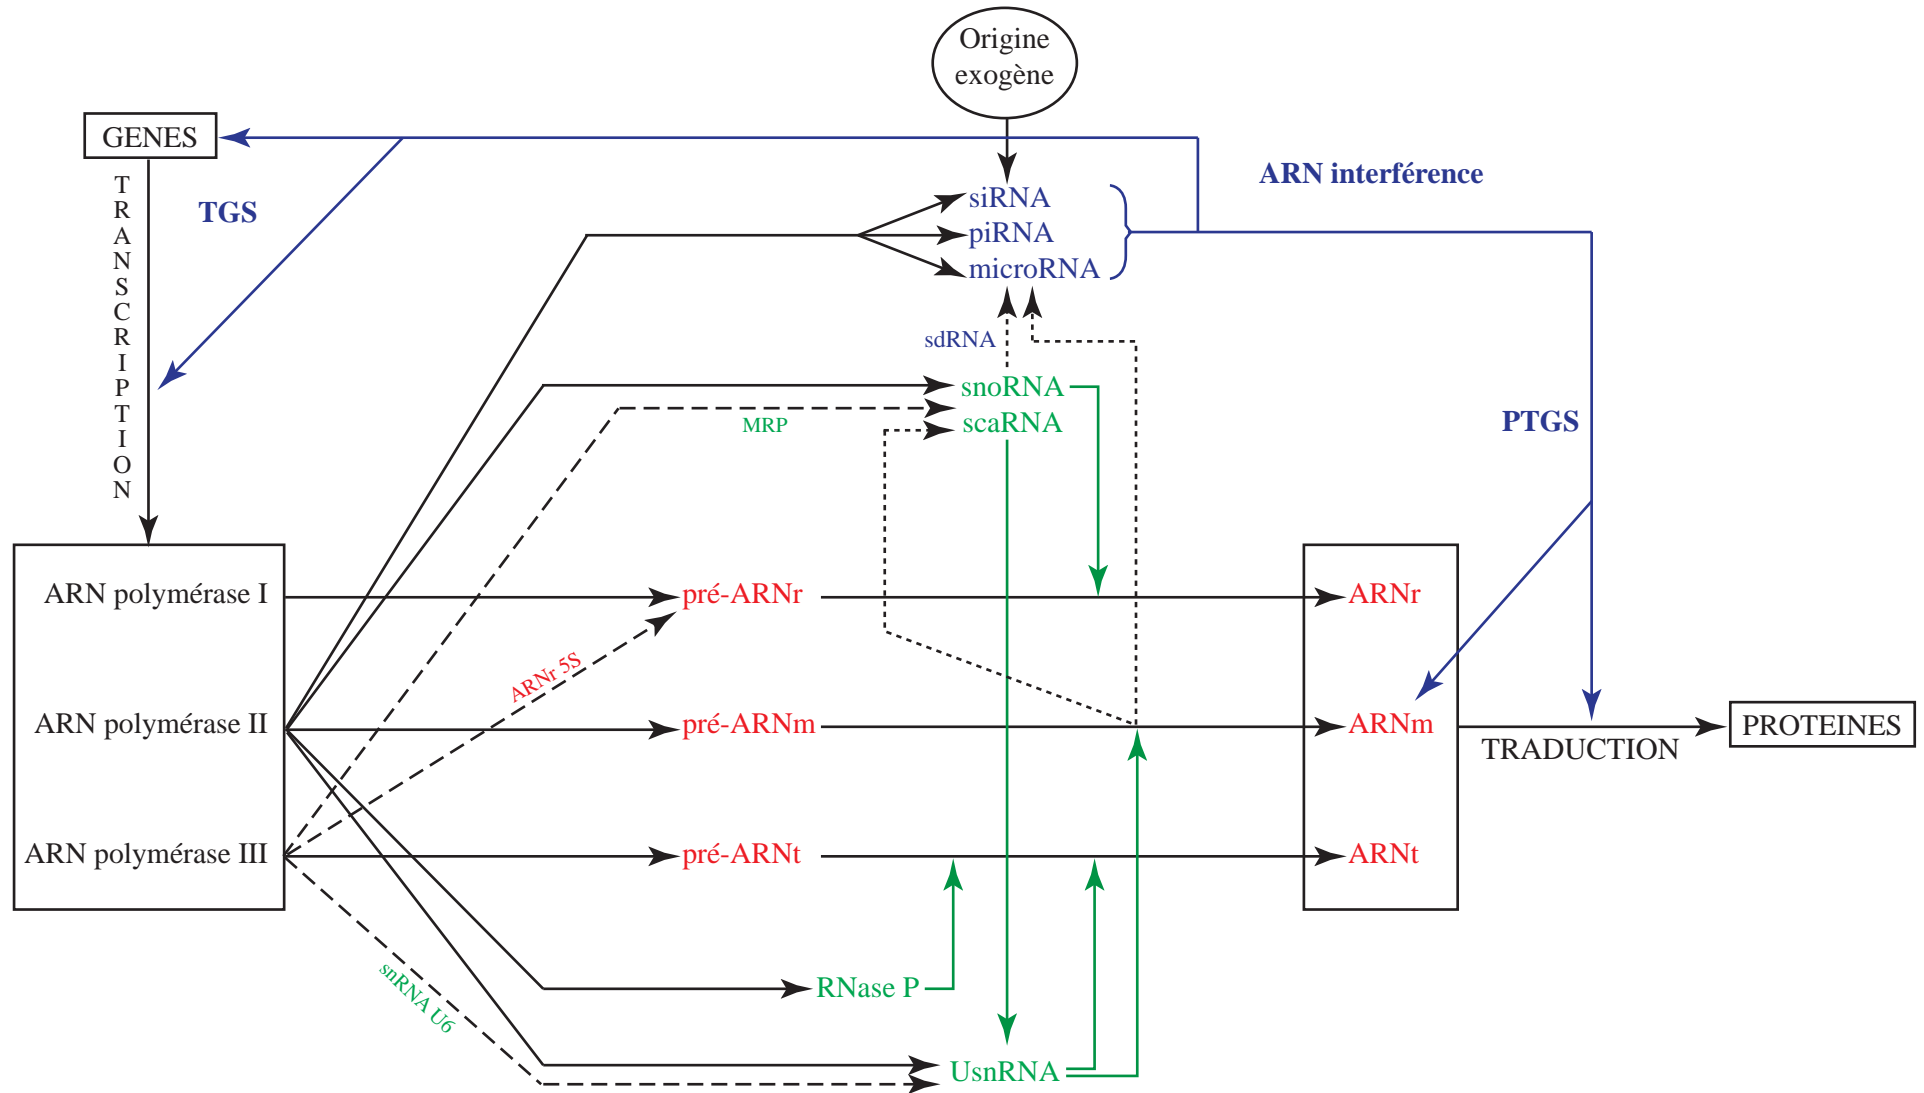 Origine
exogène
GENES
TRANSCRIPTION
TGS
ARN interférence
siRNA
piRNA
microRNA
sdRNA
snoRNA
scaRNA
MRP
PTGS
ARN polymérase I
pré-ARNr
ARNr
ARNr 5S
ARN polymérase II
pré-ARNm
ARNm
TRADUCTION
PROTEINES
ARN polymérase III
pré-ARNt
ARNt
snRNA U6
RNase P
UsnRNA